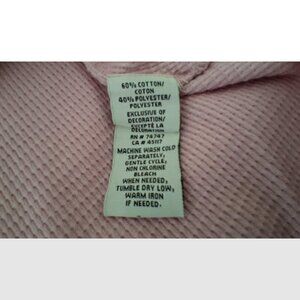 60% COTTON/
COTON
40% POLYESTER/
POLYESTER
EXCLUSIVE OF
DECORATION/
EXCEPTE LA
DECORATION
RN # 74747
CA # 45117
MACHINE WASH COLD
SEPARATELY;
GENTLE CYCLE;
NON CHLORINE
BLEACH
WHEN NEEDED;
TUMBLE DRY LOW;
WARM IRON
IF NEEDED.